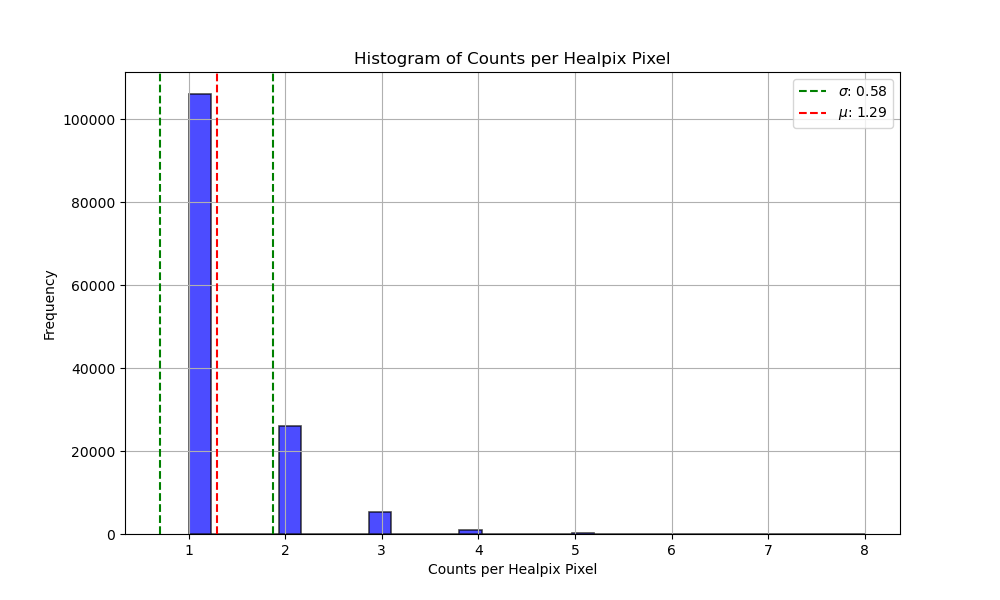 Histogram of Counts per Healpix Pixel
σ: 0.58
μ: 1.29
100000
80000
60000
40000
20000
0
Frequency
1 2 3 4 5 6 7 8
Counts per Healpix Pixel